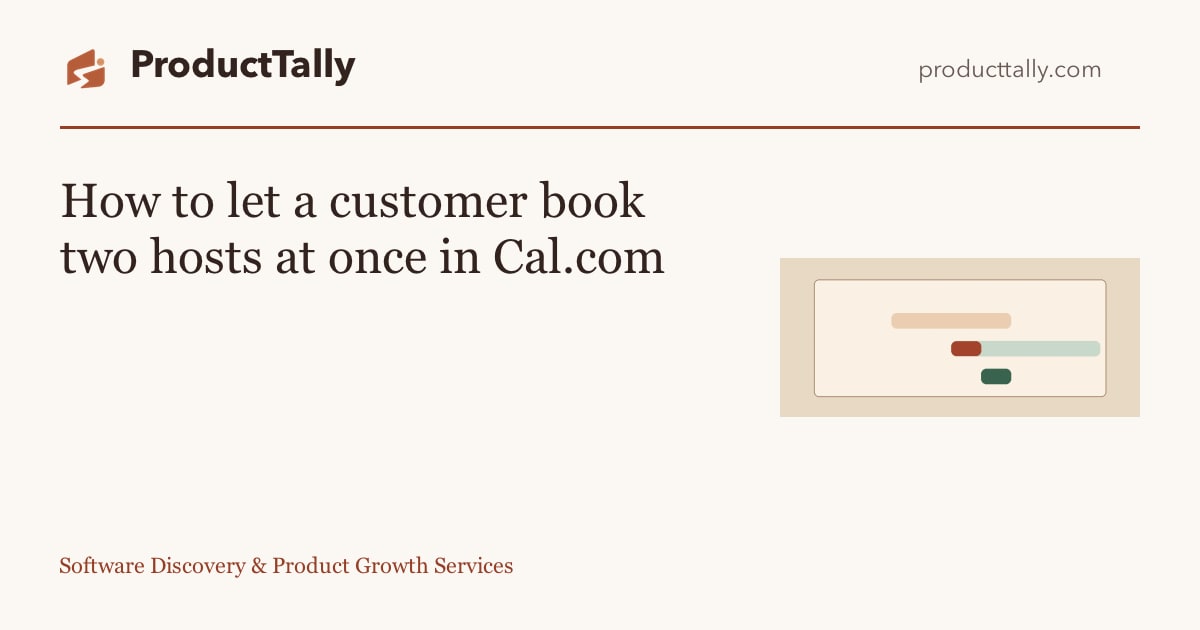 ProductTally
producttally.com
How to let a customer book
two hosts at once in Cal.com
Software Discovery & Product Growth Services